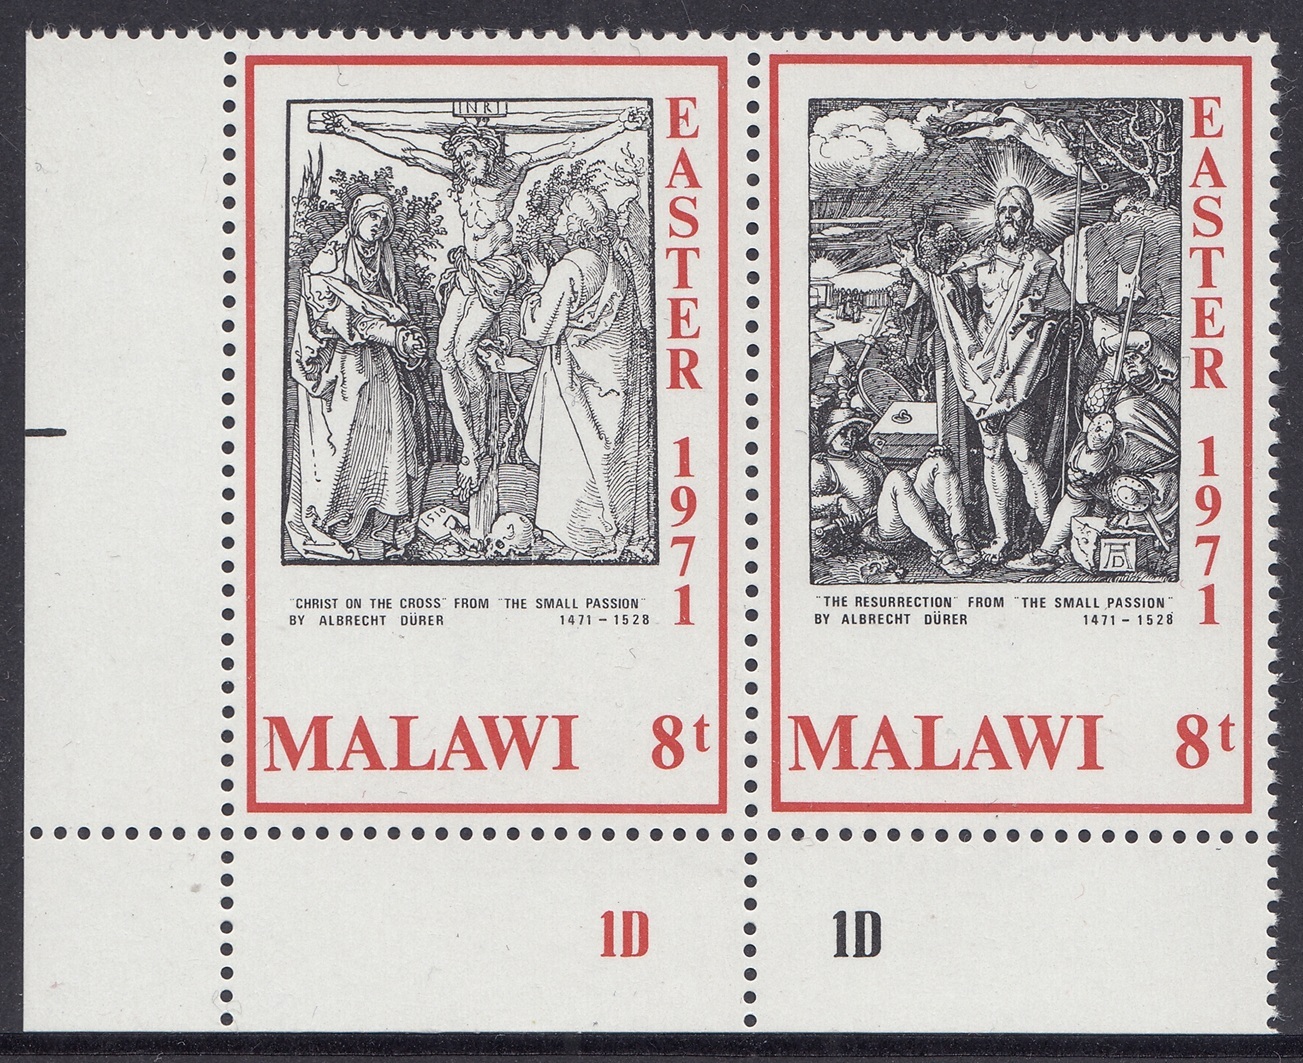 INRI
EASTER 1971
"CHRIST ON THE CROSS" FROM "THE SMALL PASSION"
BY ALBRECHT DÜRER 1471 – 1528
MALAWI 8t
EASTER 1971
AD
"THE RESURRECTION" FROM "THE SMALL PASSION"
BY ALBRECHT DÜRER 1471 – 1528
MALAWI 8t
1D 1D